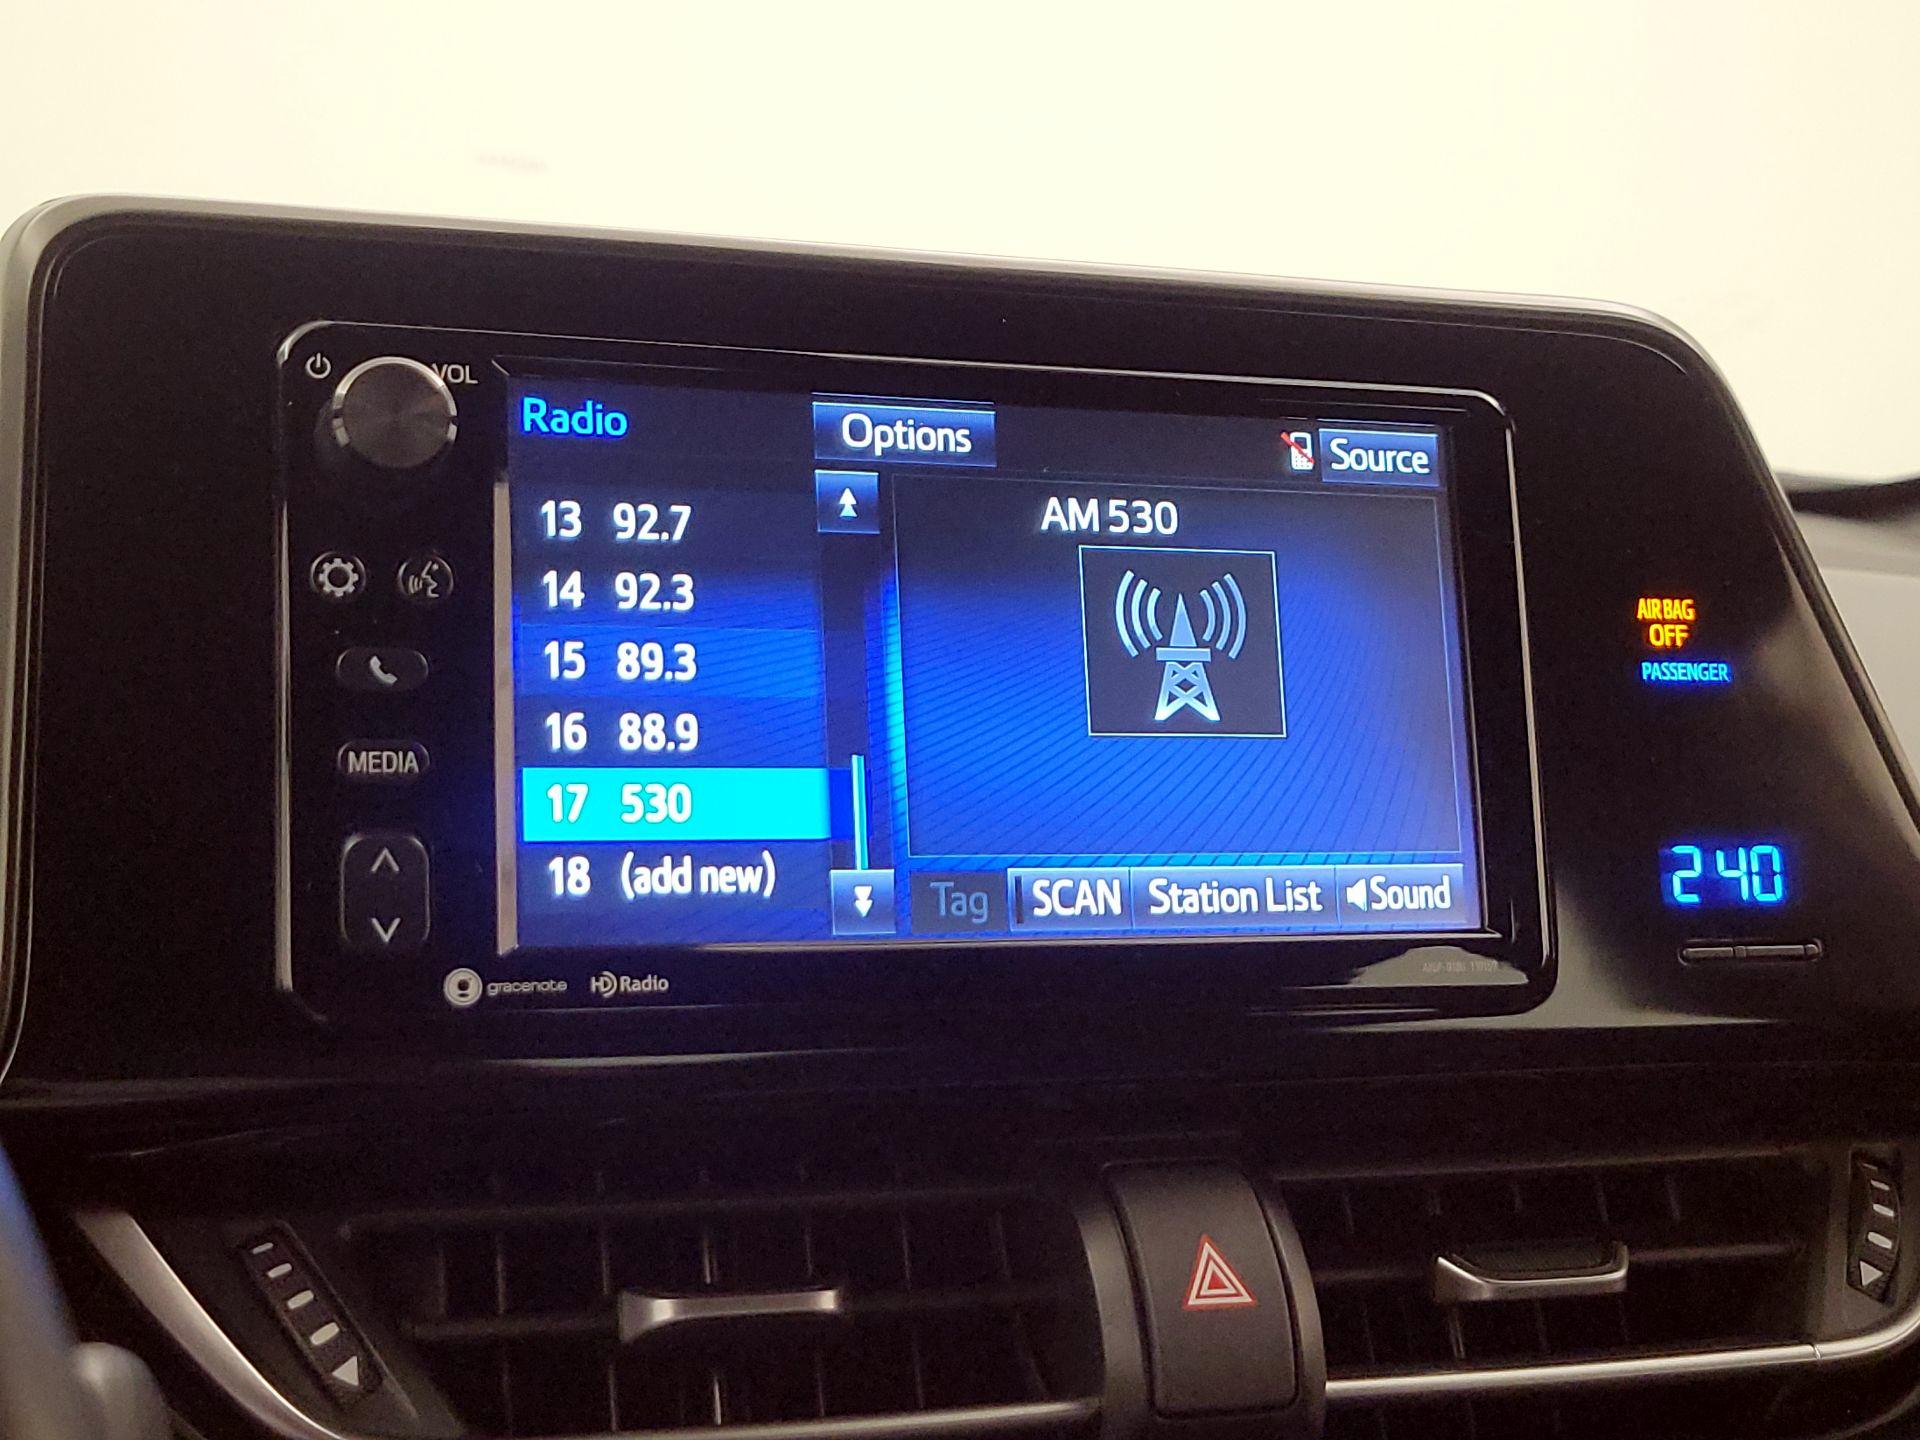 VOL
Radio
Options
Source
13 92.7
14 92.3
15 89.3
16 88.9
17 530
18 (add new)
AM 530
Tag
SCAN
Station List
Sound
MEDIA
gracenote
HD Radio
AIR BAG
OFF
PASSENGER
2:40